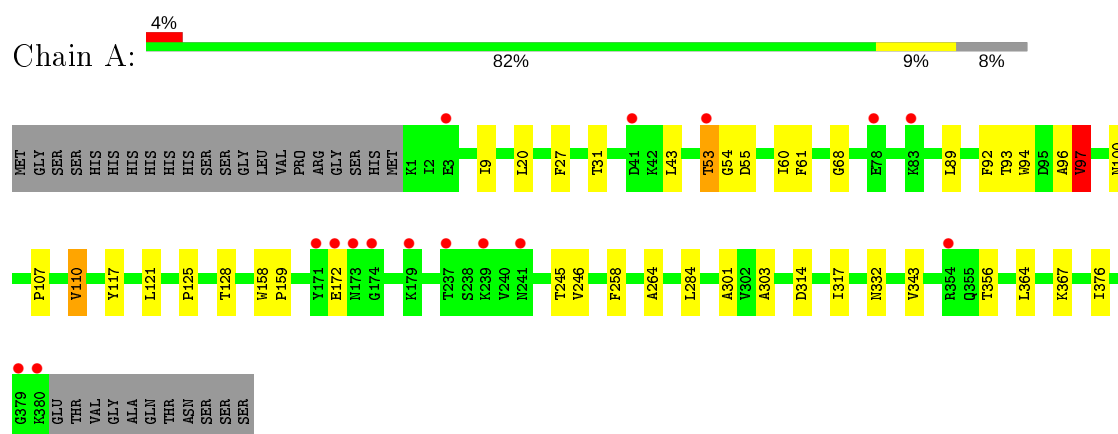 4%
Chain A:
82% 9% 8%
MET GLY SER SER HIS HIS HIS HIS HIS HIS SER SER GLY LEU VAL PRO ARG GLY SER HIS MET K1 I2 E3 I9 L20 F27 T31 D41 K42 L43 T53 G54 D55 I60 F61 G68 E78 K83 L89 F92 T93 W94 D95 A96 V97 N100
P107 V110 Y117 L121 P125 T128 W158 P159 Y171 E172 N173 G174 K179 T237 S238 K239 V240 N241 T245 V246 F258 A264 L284 A301 V302 A303 D314 I317 N332 V343 R354 Q355 T356 L364 K367 I376
G379 K380 GLU THR VAL GLY ALA GLN THR ASN SER SER SER